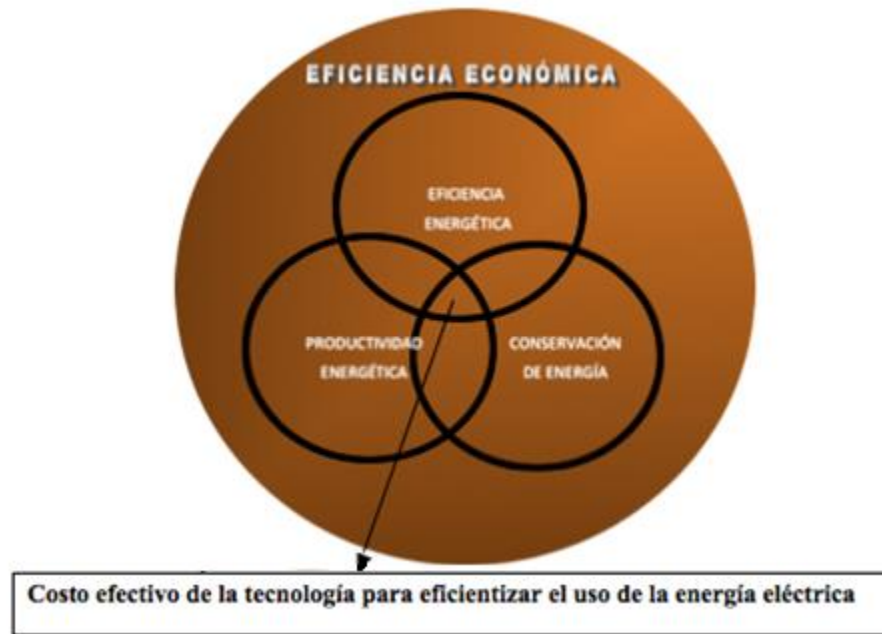 EFICIENCIA ECONÓMICA
EFICIENCIA
ENERGÉTICA
PRODUCTIVIDAD
ENERGÉTICA
CONSERVACIÓN
DE ENERGÍA
Costo efectivo de la tecnología para eficientizar el uso de la energía eléctrica